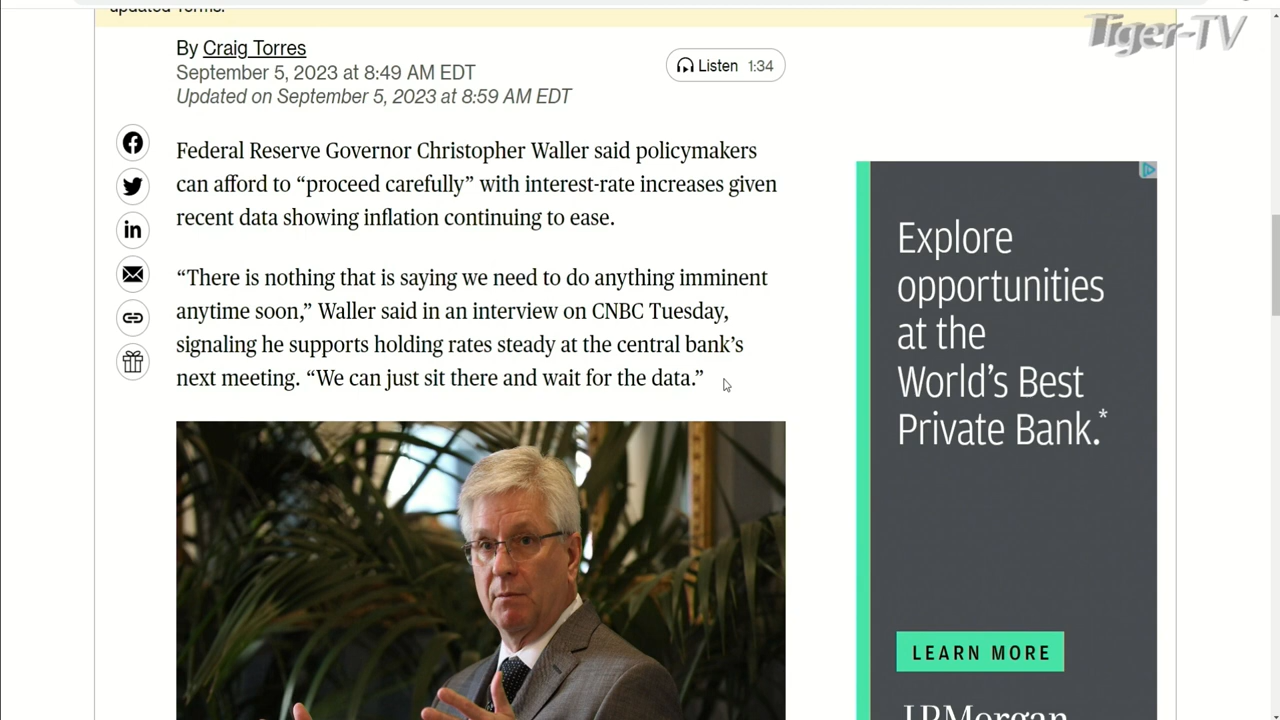 updated Terms.
Tiger-TV
By Craig Torres
September 5, 2023 at 8:49 AM EDT
Updated on September 5, 2023 at 8:59 AM EDT
Listen 1:34
Federal Reserve Governor Christopher Waller said policymakers
can afford to “proceed carefully” with interest-rate increases given
recent data showing inflation continuing to ease.
“There is nothing that is saying we need to do anything imminent
anytime soon,” Waller said in an interview on CNBC Tuesday,
signaling he supports holding rates steady at the central bank’s
next meeting. “We can just sit there and wait for the data.”
Explore
opportunities
at the
World’s Best
Private Bank.*
LEARN MORE
J.P.Morgan